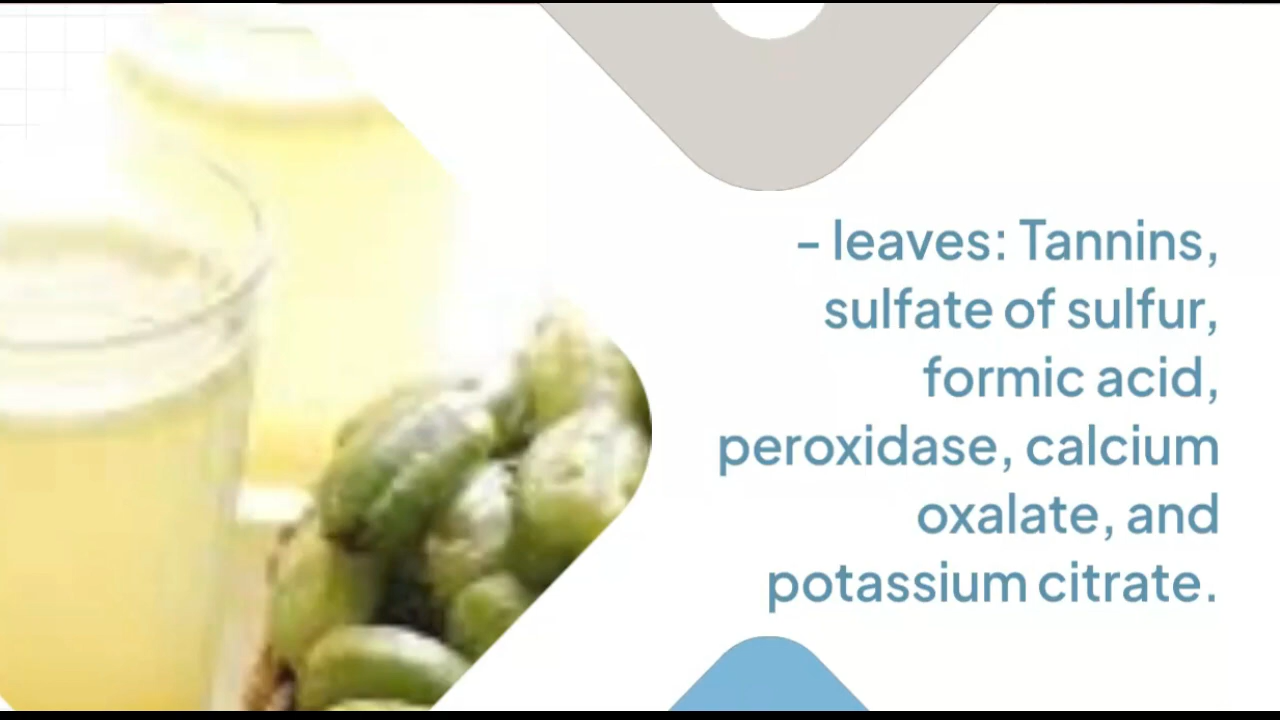 – leaves: Tannins,
sulfate of sulfur,
formic acid,
peroxidase, calcium
oxalate, and
potassium citrate.